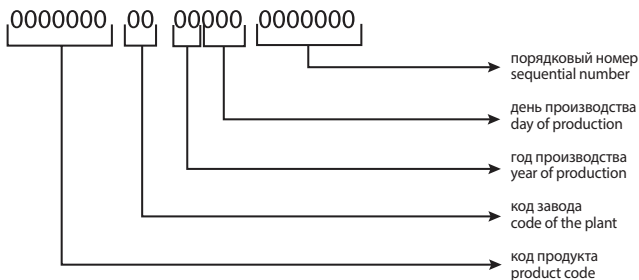 0000000 00 00000 0000000
порядковый номер
sequential number
день производства
day of production
год производства
year of production
код завода
code of the plant
код продукта
product code